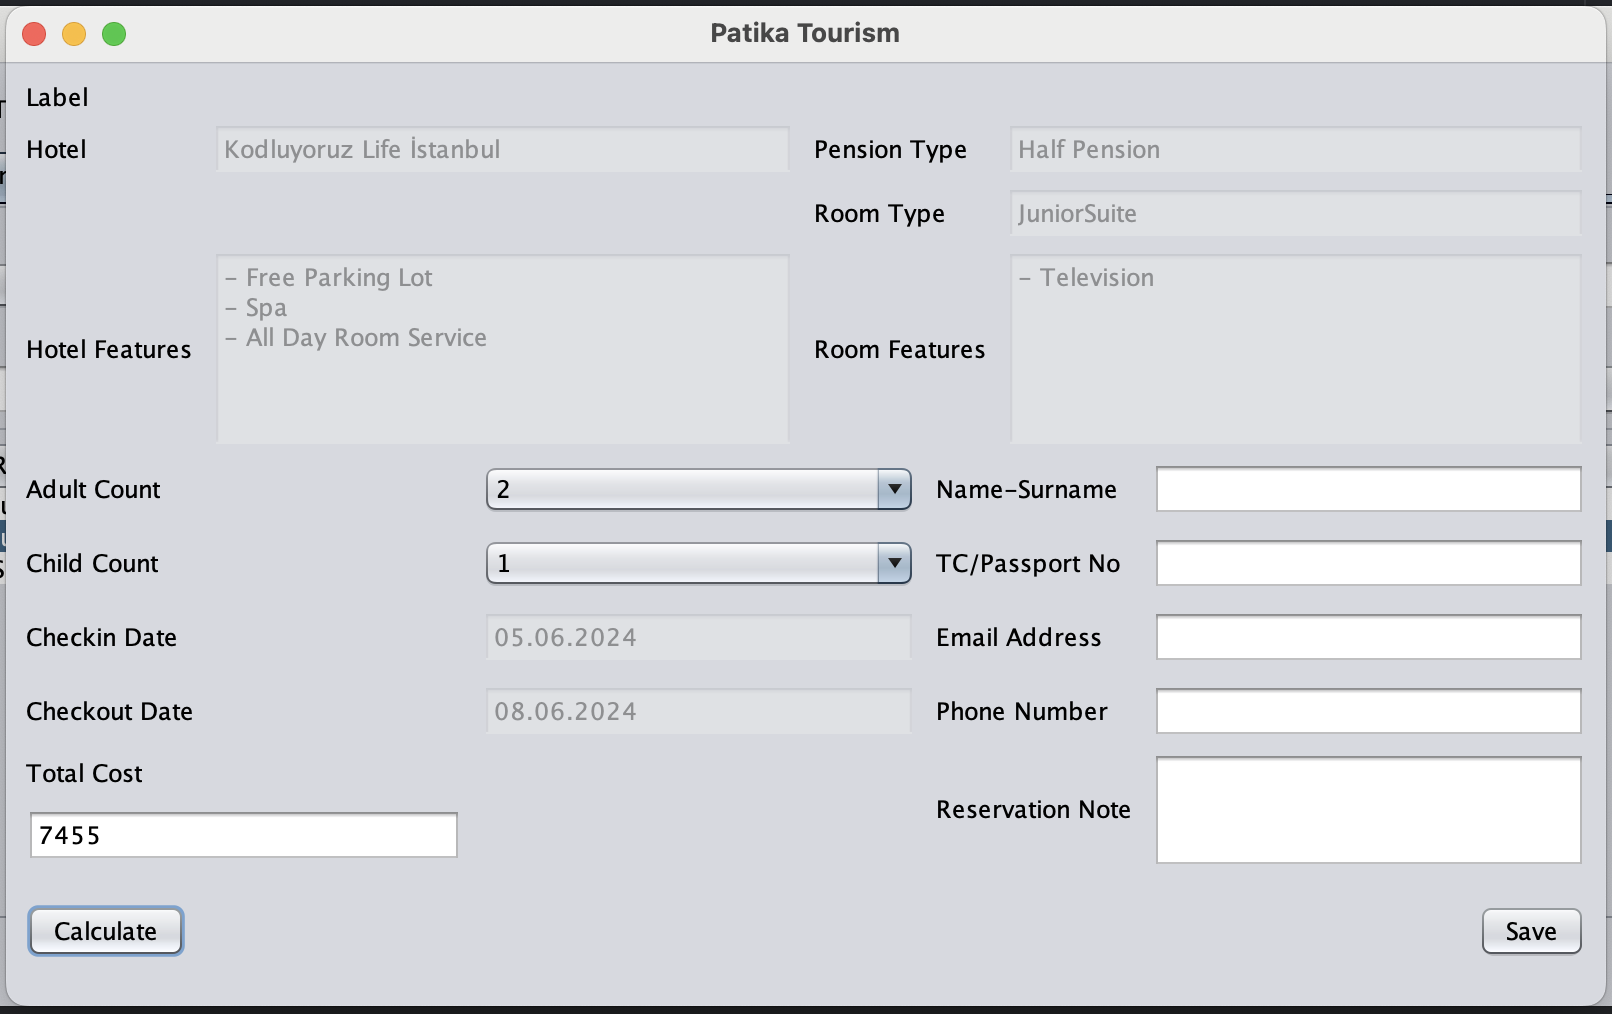 Patika Tourism
Label
Hotel
Kodluyoruz Life İstanbul
Pension Type
Half Pension
Room Type
JuniorSuite
Hotel Features
- Free Parking Lot
- Spa
- All Day Room Service
Room Features
- Television
Adult Count
2
Name-Surname
Child Count
1
TC/Passport No
Checkin Date
05.06.2024
Email Address
Checkout Date
08.06.2024
Phone Number
Total Cost
7455
Reservation Note
Calculate
Save